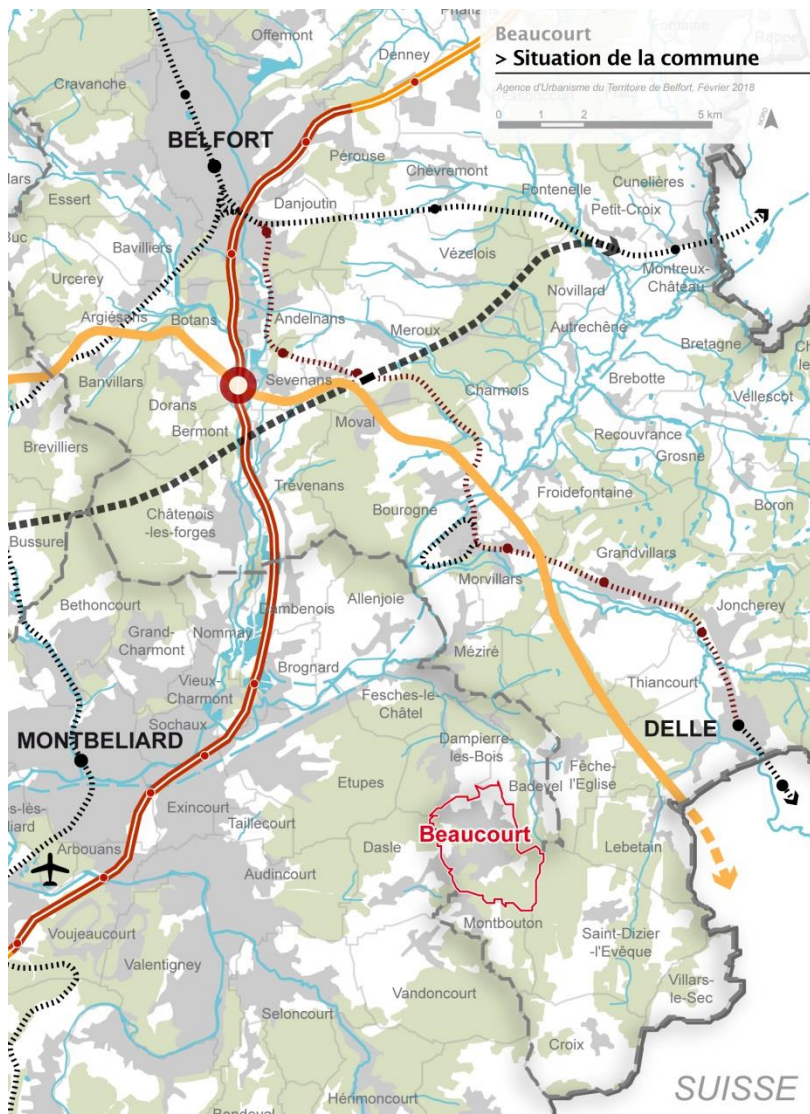 Beaucourt
> Situation de la commune
Agence d'Urbanisme du Territoire de Belfort, Février 2018
0 2 5 km
NORD
Offemont
Denney
Cravanche
BELFORT
Pérouse
Chèvremont
Fontenelle
Cunelières
Petit-Croix
Essert
Danjoutin
Buc
Bavilliers
Vézelois
Montreux-
Château
Urcerey
Novillard
Argiésans
Botans
Andelnans
Meroux
Autrechêne
Bretagne
Banvillars
Sevenans
Charmois
Brebotte
Vellescot
Dorans
Bermont
Moval
Brevilliers
Recouvrance
Grosne
Trévenans
Froidefontaine
Boron
Châtenois
-les-forges
Bourogne
Bussure
Grandvillars
Morvillars
Bethoncourt
Dambenois
Allenjoie
Joncherey
Grand-
Charmont
Nommay
Méziré
Brognard
Vieux-
Charmont
Fesches-le-
Châtel
Thiancourt
Sochaux
MONTBELIARD
Dampierre-
les-Bois
DELLE
Fêche-
l'Eglise
Etupes
Badevel
Exincourt
Taillecourt
Beaucourt
Arbouans
Dasle
Lebetain
Audincourt
Montbouton
Saint-Dizier
-l'Evêque
Voujeaucourt
Valentigney
Vandoncourt
Villars-
le-Sec
Seloncourt
Croix
SUISSE
Hérimoncourt